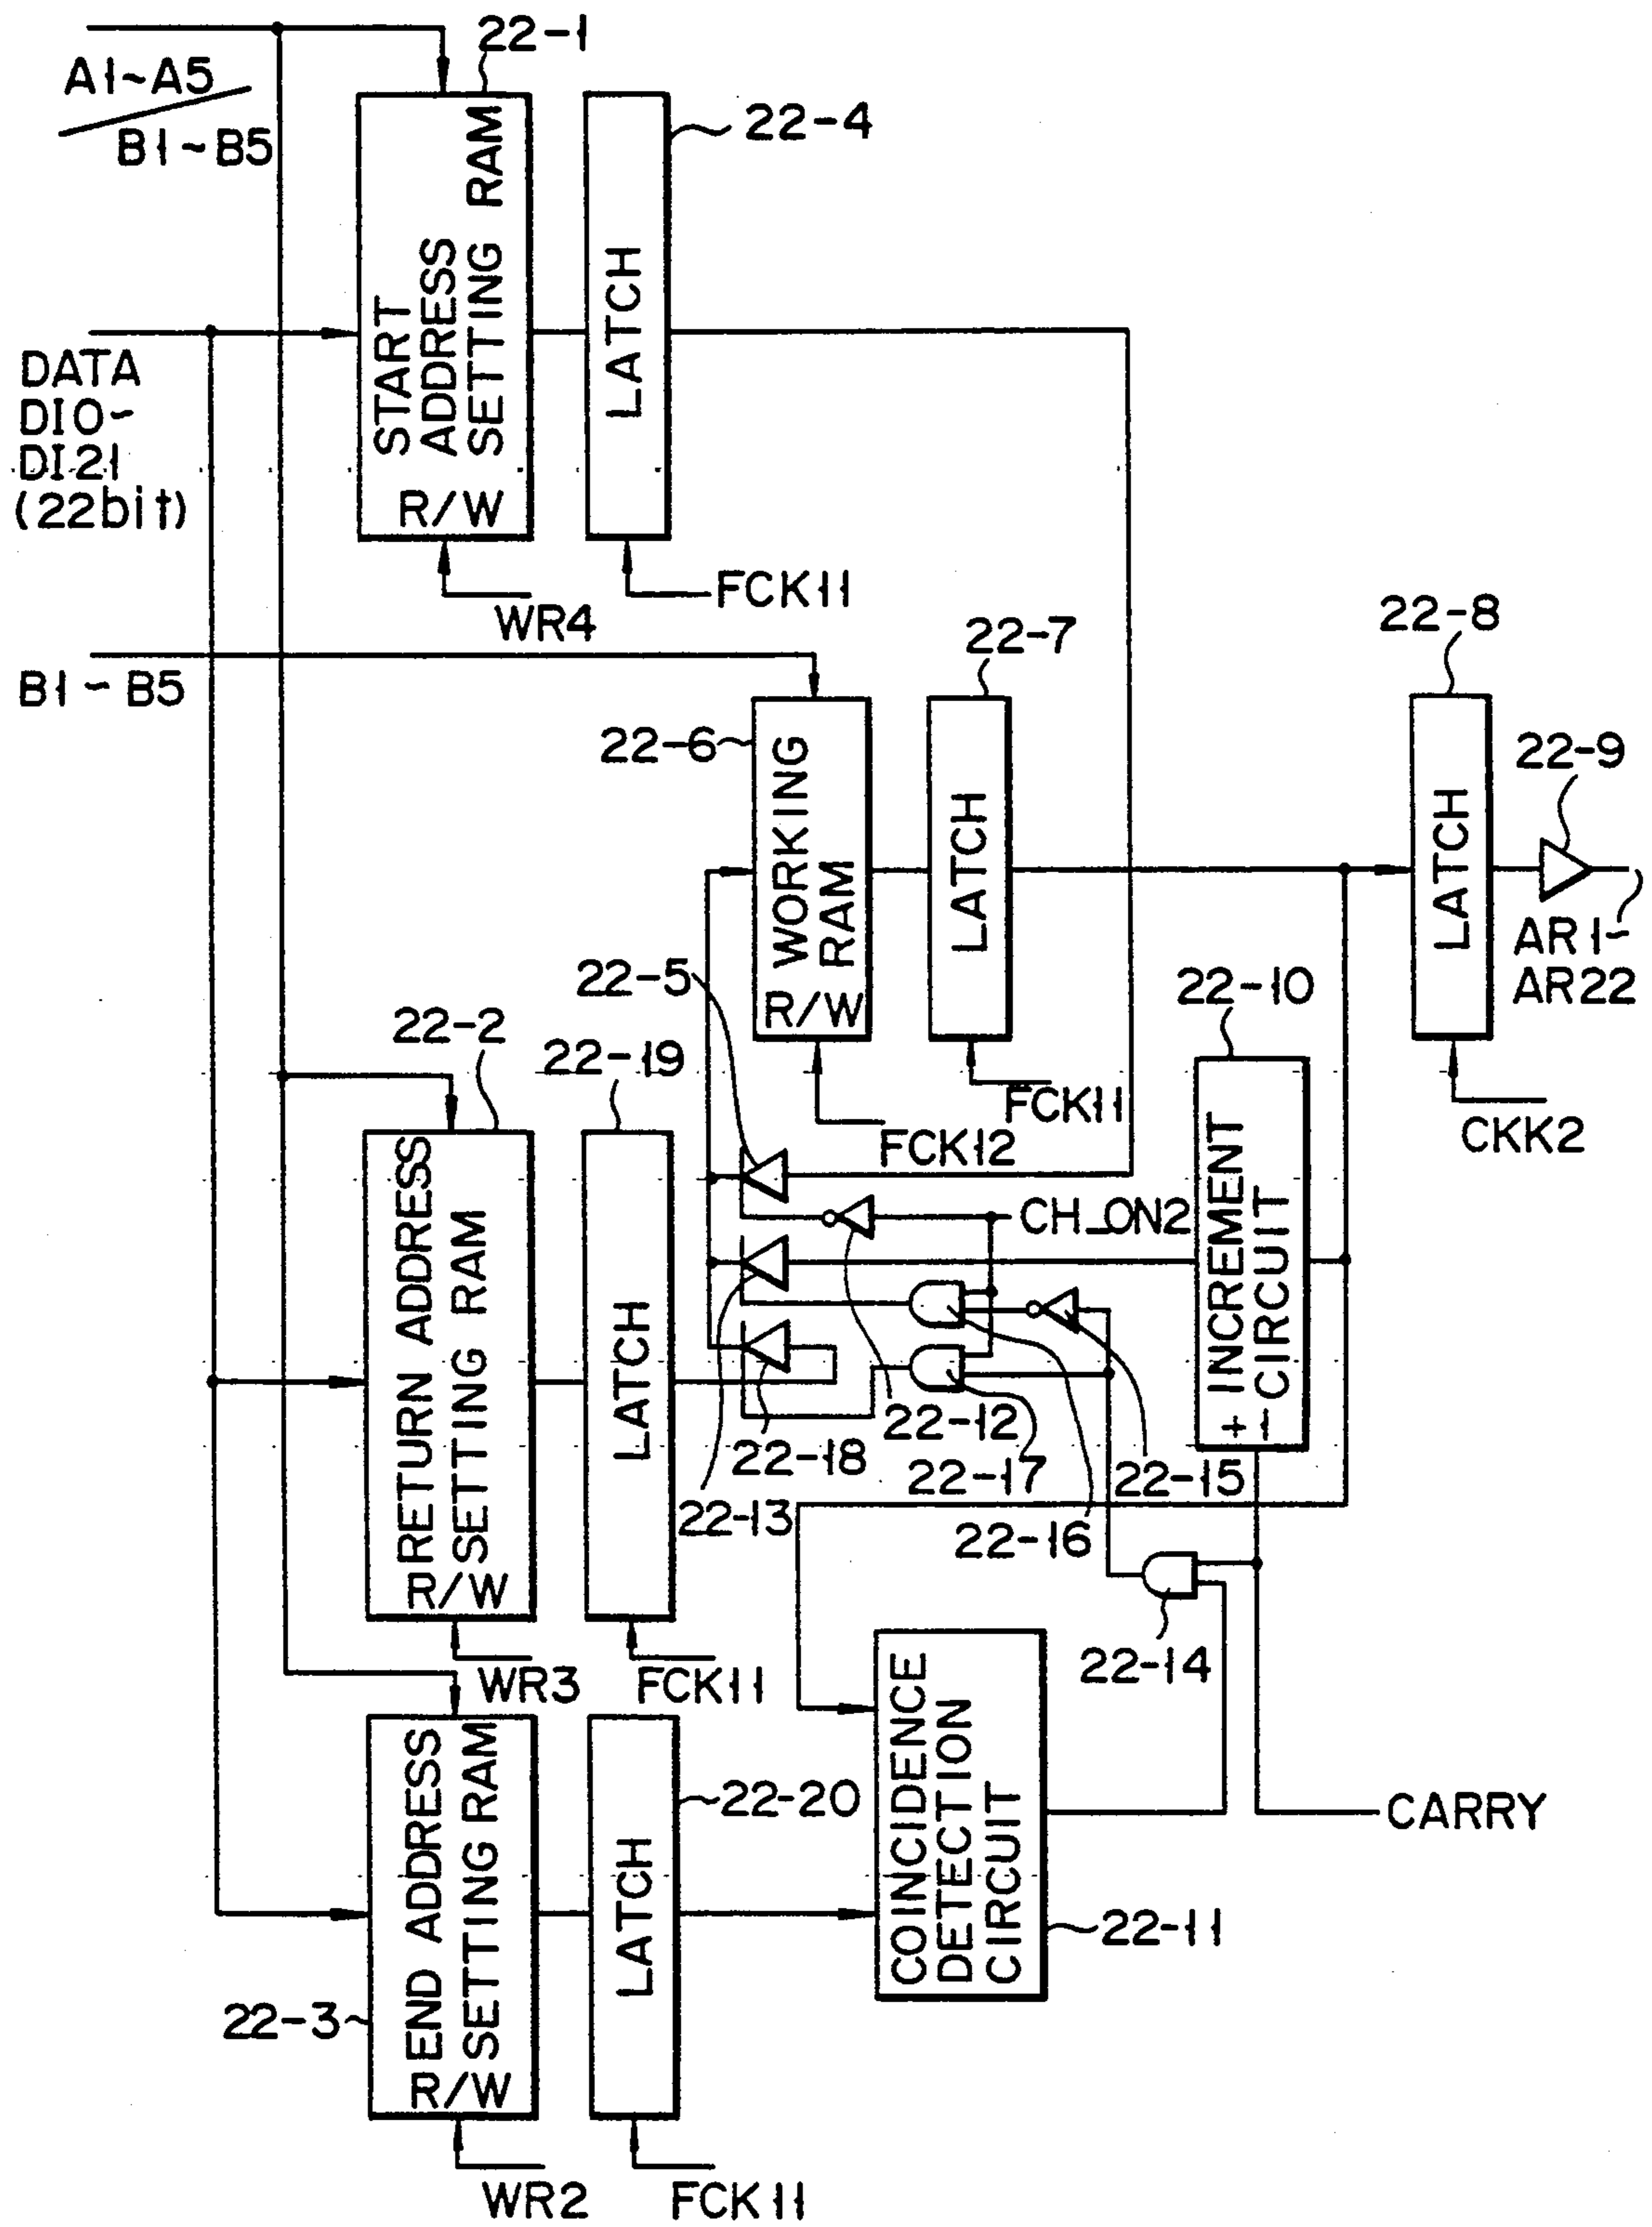 A1~A5
B1~B5
22-1
START
ADDRESS
SETTING RAM
R/W
22-4
LATCH
DATA
DI0~
DI21
(22bit)
WR4
FCK11
B1~B5
22-6
WORKING
RAM
R/W
22-7
LATCH
22-8
LATCH
22-9
AR1~
AR22
22-5
FCK12
FCK11
CKK2
22-10
+1 INCREMENT
CIRCUIT
22-2
RETURN ADDRESS
SETTING RAM
R/W
22-19
LATCH
CH_ON2
22-12
22-18
22-17
22-15
22-13
22-16
22-14
WR3
FCK11
22-3
END ADDRESS
SETTING RAM
R/W
LATCH
22-20
COINCIDENCE
DETECTION
CIRCUIT
22-11
CARRY
WR2
FCK11